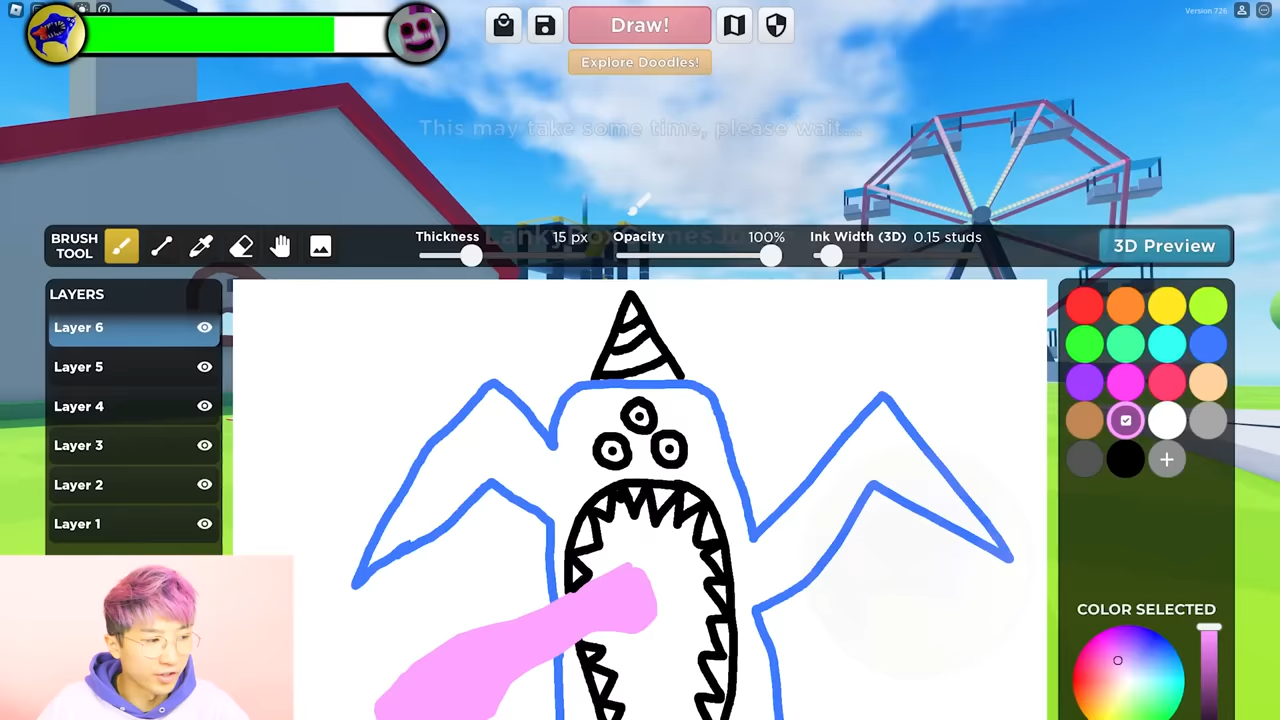 Version 726
Draw!
Explore Doodles!
This may take some time, please wait...
BRUSH TOOL
Thickness 15 px
Opacity 100%
Ink Width (3D) 0.15 studs
3D Preview
LAYERS
Layer 6
Layer 5
Layer 4
Layer 3
Layer 2
Layer 1
COLOR SELECTED